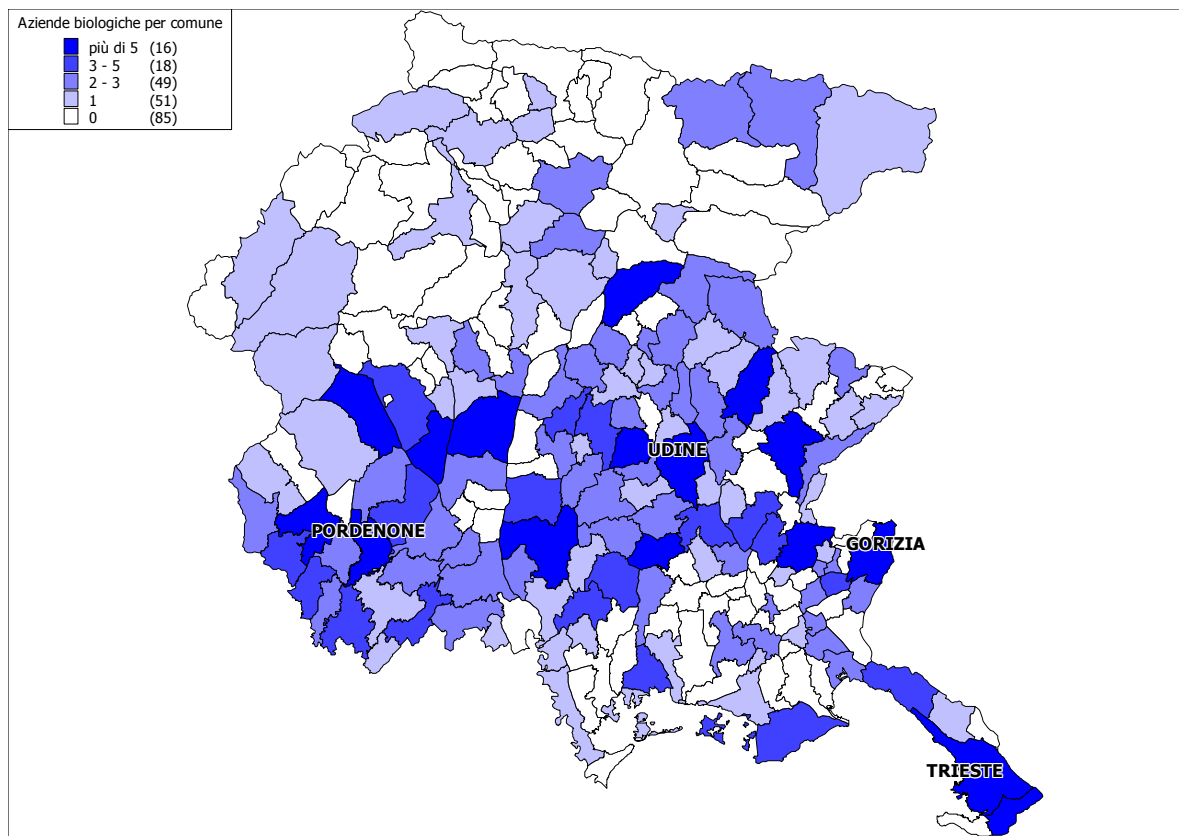 Aziende biologiche per comune
più di 5 (16)
3 - 5 (18)
2 - 3 (49)
1 (51)
0 (85)
UDINE
PORDENONE
GORIZIA
TRIESTE